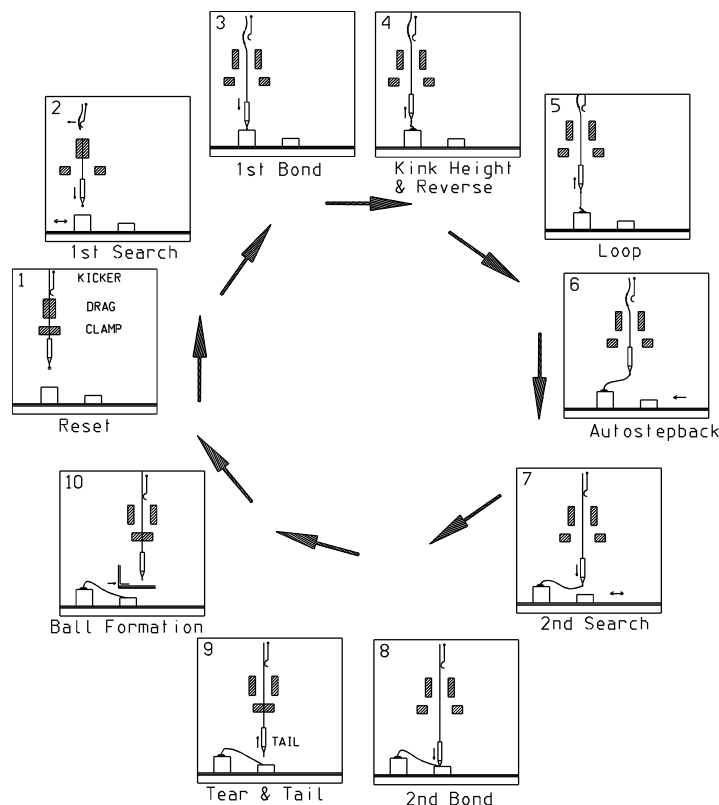 1
KICKER
DRAG
CLAMP
Reset
2
1st Search
3
1st Bond
4
Kink Height
& Reverse
5
Loop
6
Autostepback
7
2nd Search
8
2nd Bond
9
TAIL
Tear & Tail
10
Ball Formation